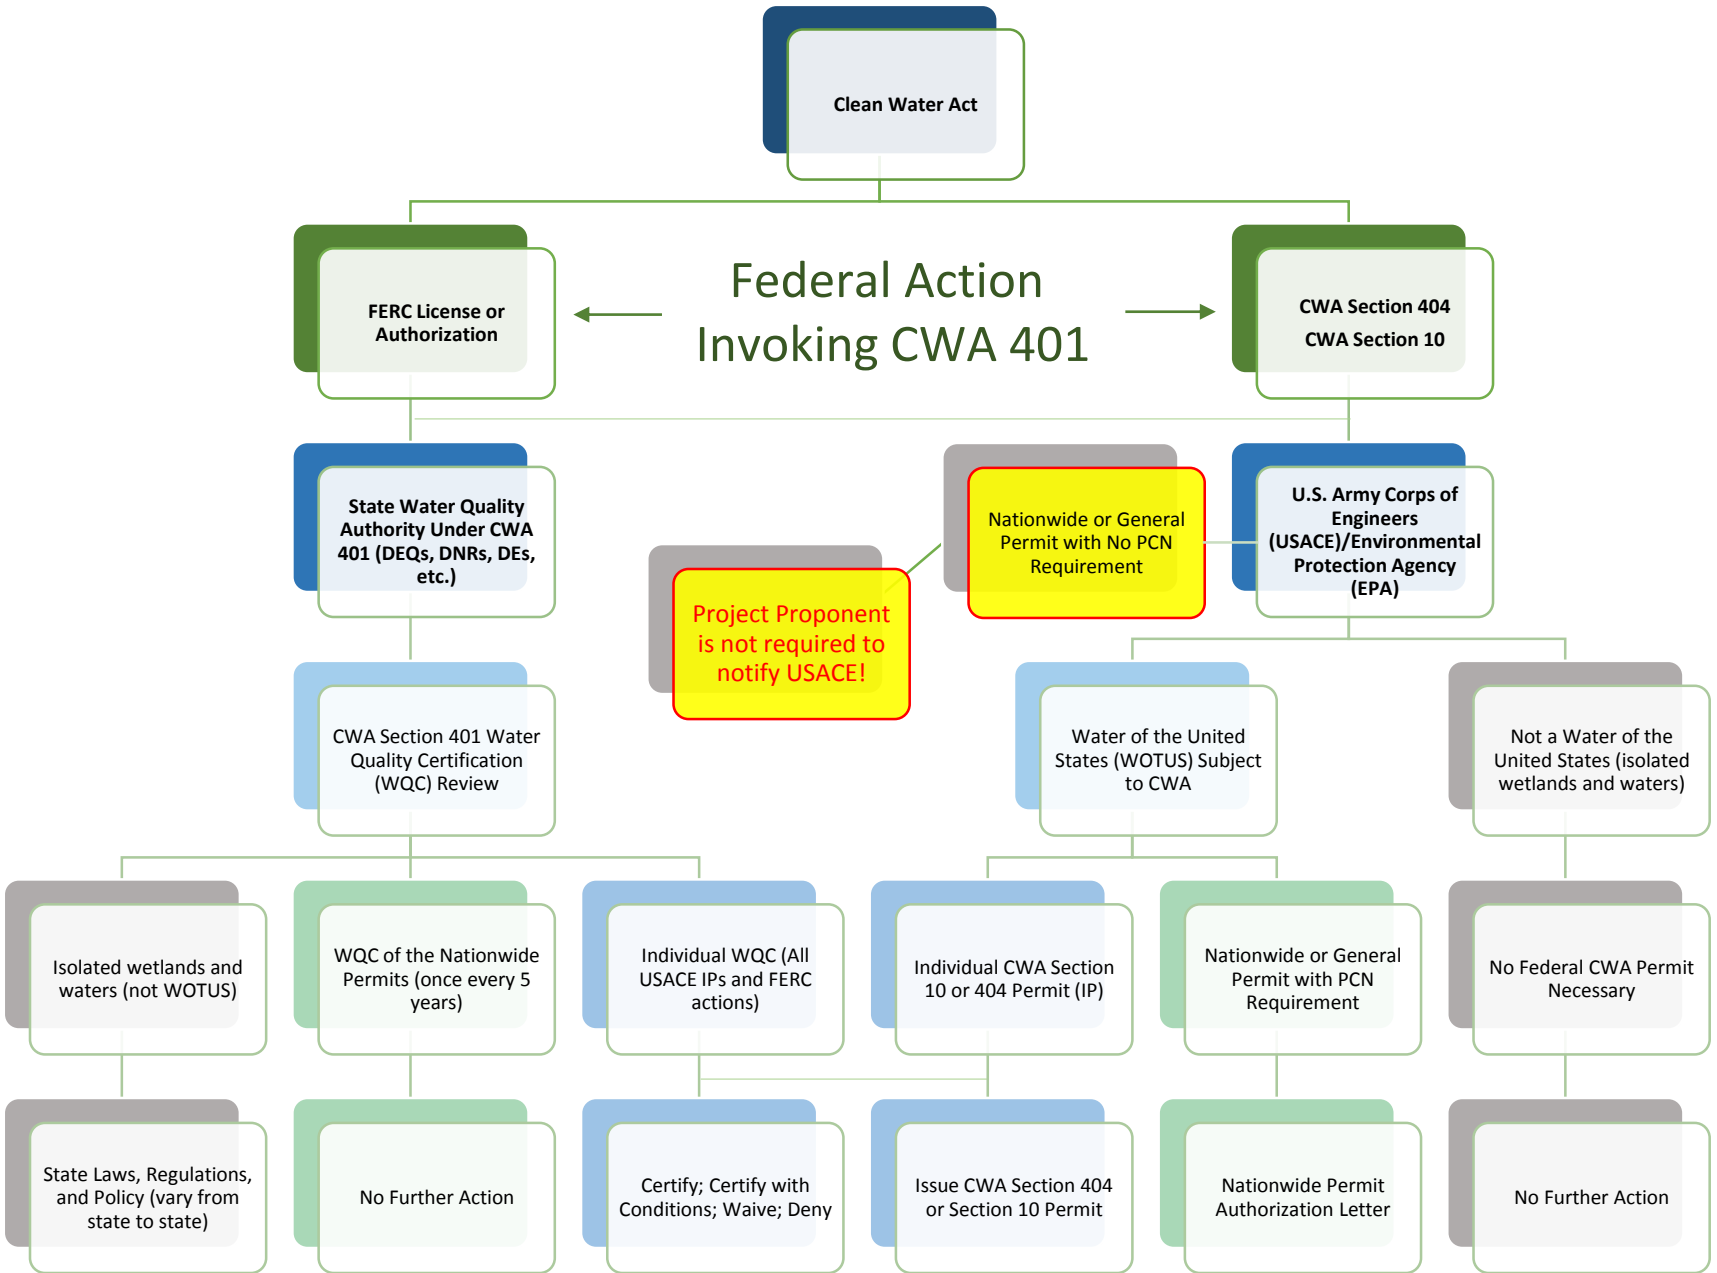 Clean Water Act
Federal Action
Invoking CWA 401
FERC License or
Authorization
CWA Section 404
CWA Section 10
State Water Quality
Authority Under CWA
401 (DEQs, DNRs, DEs,
etc.)
Project Proponent
is not required to
notify USACE!
Nationwide or General
Permit with No PCN
Requirement
U.S. Army Corps of
Engineers
(USACE)/Environmental
Protection Agency
(EPA)
CWA Section 401 Water
Quality Certification
(WQC) Review
Water of the United
States (WOTUS) Subject
to CWA
Not a Water of the
United States (isolated
wetlands and waters)
Isolated wetlands and
waters (not WOTUS)
WQC of the Nationwide
Permits (once every 5
years)
Individual WQC (All
USACE IPs and FERC
actions)
Individual CWA Section
10 or 404 Permit (IP)
Nationwide or General
Permit with PCN
Requirement
No Federal CWA Permit
Necessary
State Laws, Regulations,
and Policy (vary from
state to state)
No Further Action
Certify; Certify with
Conditions; Waive; Deny
Issue CWA Section 404
or Section 10 Permit
Nationwide Permit
Authorization Letter
No Further Action